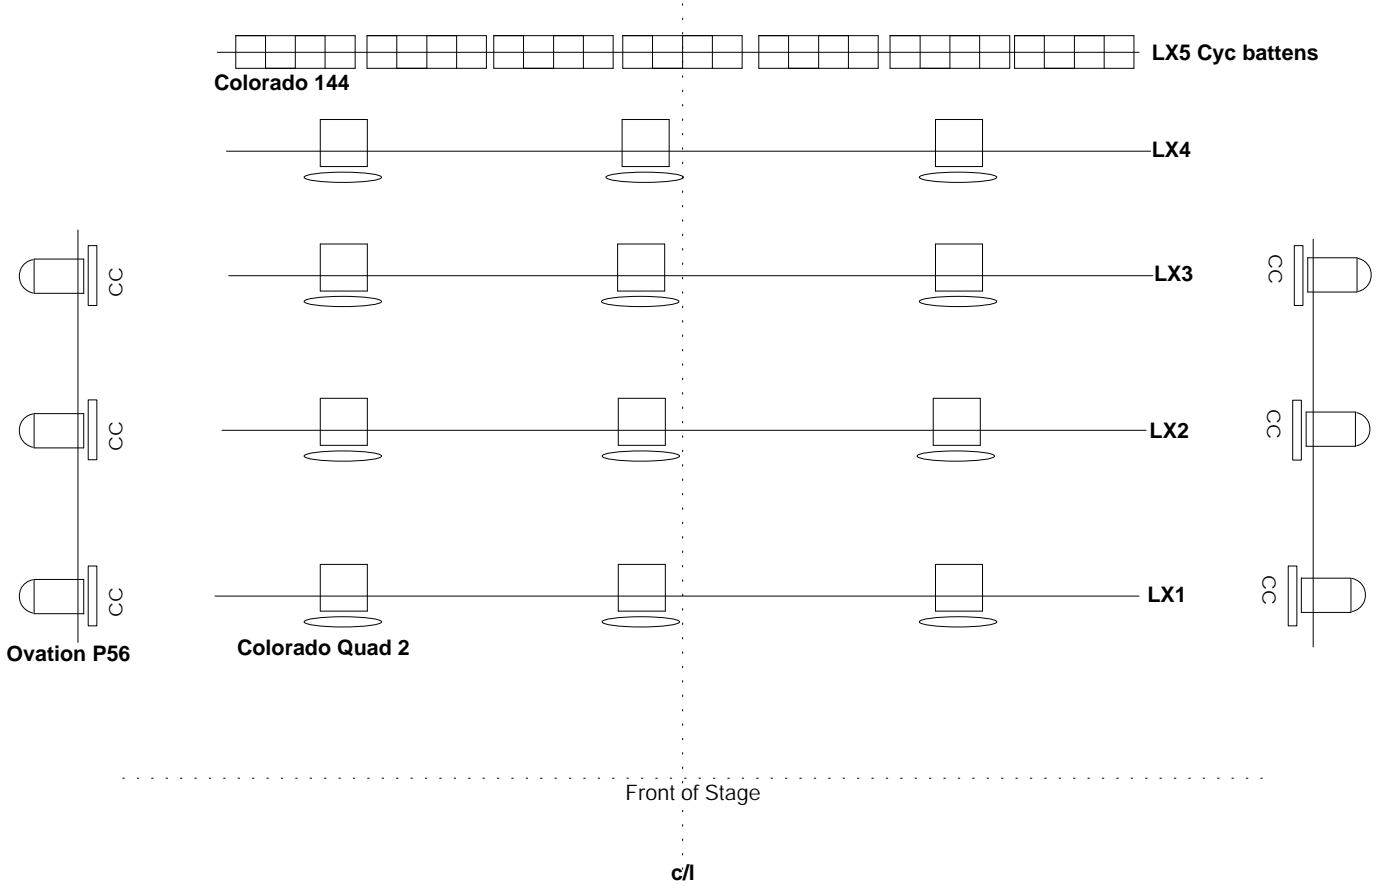 LX5 Cyc battens
Colorado 144
LX4
CC
LX3
CC
CC
LX2
CC
CC
LX1
CC
Ovation P56
Colorado Quad 2
Front of Stage
c/l